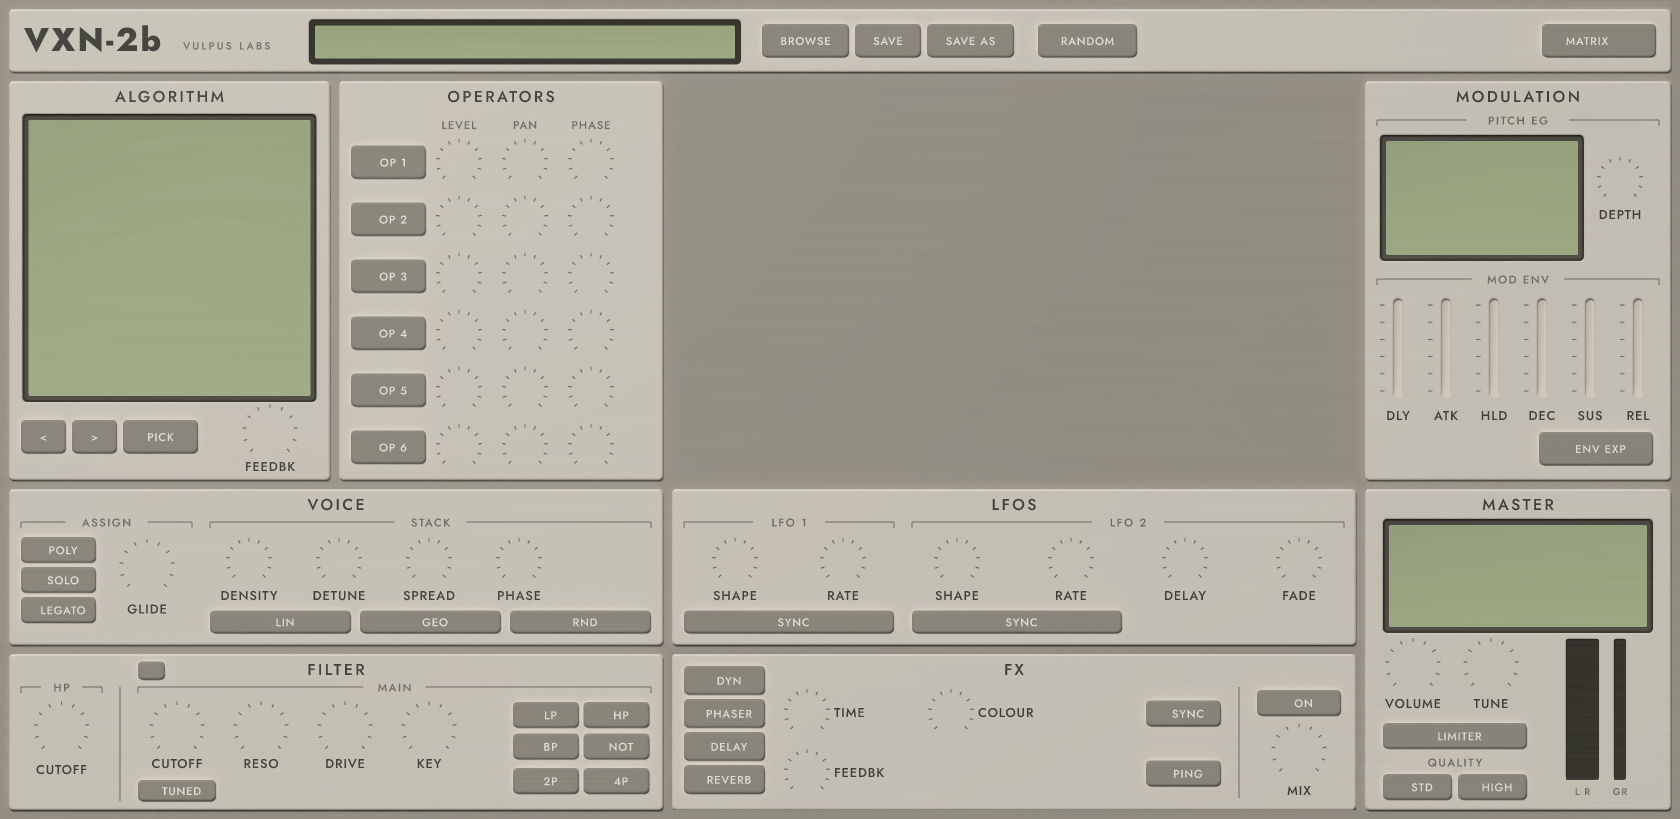 VXN-2b VULPUS LABS BROWSE SAVE SAVE AS RANDOM MATRIX
ALGORITHM
< > PICK
FEEDBK
OPERATORS
LEVEL PAN PHASE
OP 1
OP 2
OP 3
OP 4
OP 5
OP 6
MODULATION
PITCH EG
DEPTH
MOD ENV
DLY ATK HLD DEC SUS REL
ENV EXP
VOICE
ASSIGN STACK
POLY
SOLO
LEGATO
GLIDE
DENSITY DETUNE SPREAD PHASE
LIN GEO RND
LFOS
LFO 1 LFO 2
SHAPE RATE SHAPE RATE DELAY FADE
SYNC SYNC
MASTER
VOLUME TUNE
LIMITER
QUALITY
STD HIGH
L R GR
FILTER
HP MAIN
CUTOFF
CUTOFF RESO DRIVE KEY
TUNED
LP HP
BP NOT
2P 4P
FX
DYN
PHASER
DELAY
REVERB
TIME COLOUR
FEEDBK
SYNC
PING
ON
MIX